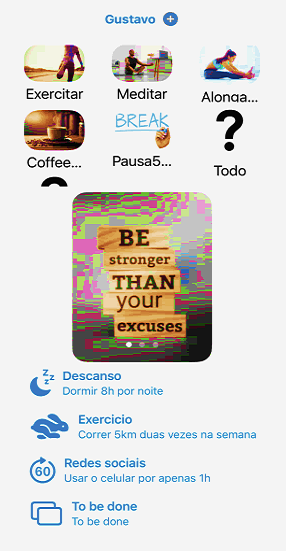 Gustavo
Exercitar
Meditar
Alonga...
BREAK
Coffee...
Pausa5...
?
Todo
BE
stronger
THAN
your
excuses
Descanso
Dormir 8h por noite
Exercicio
Correr 5km duas vezes na semana
60
Redes sociais
Usar o celular por apenas 1h
To be done
To be done